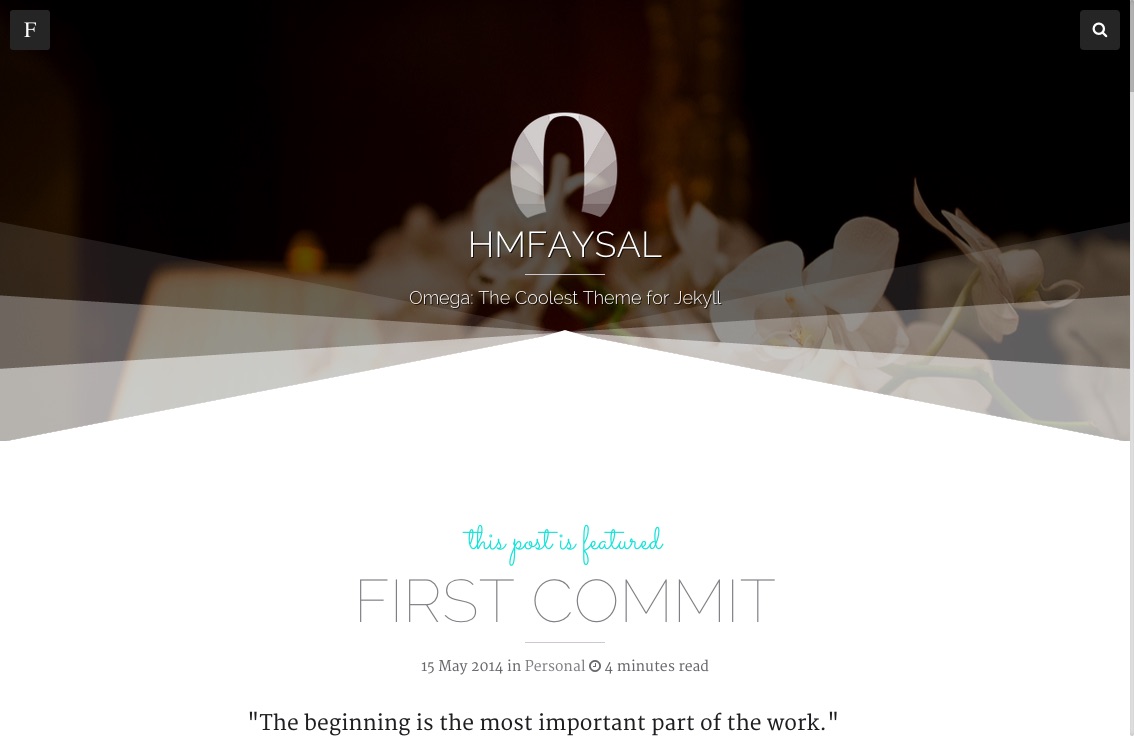 F
HMFAYSAL
Omega: The Coolest Theme for Jekyll
this post is featured
FIRST COMMIT
15 May 2014 in Personal 4 minutes read
"The beginning is the most important part of the work."